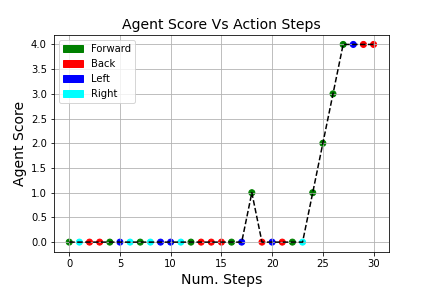 Agent Score Vs Action Steps
Forward
Back
Left
Right
4.0
3.5
3.0
2.5
2.0
1.5
1.0
0.5
0.0
Agent Score
0 5 10 15 20 25 30
Num. Steps